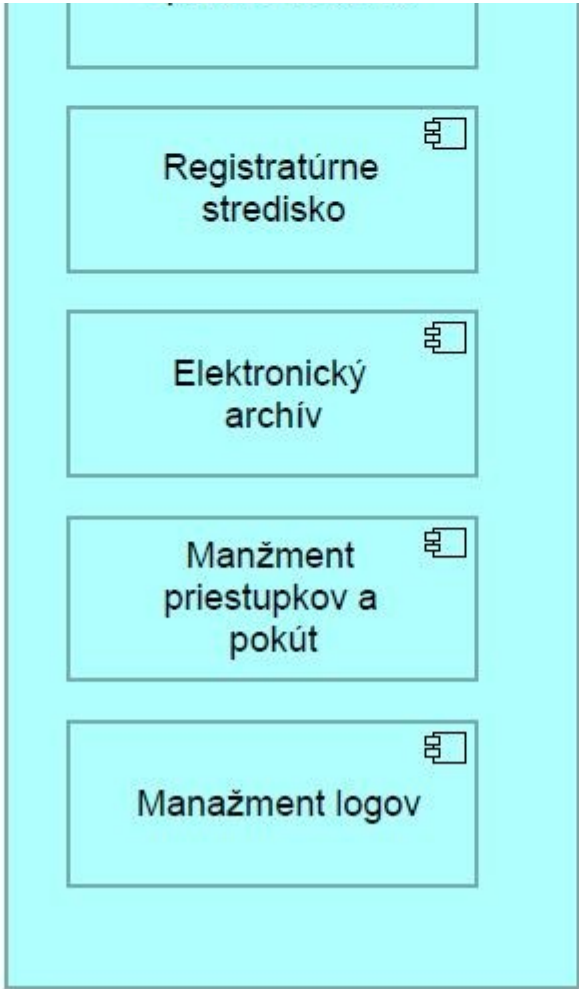 Registratúrne
stredisko
Elektronický
archív
Manžment
priestupkov a
pokút
Manažment logov